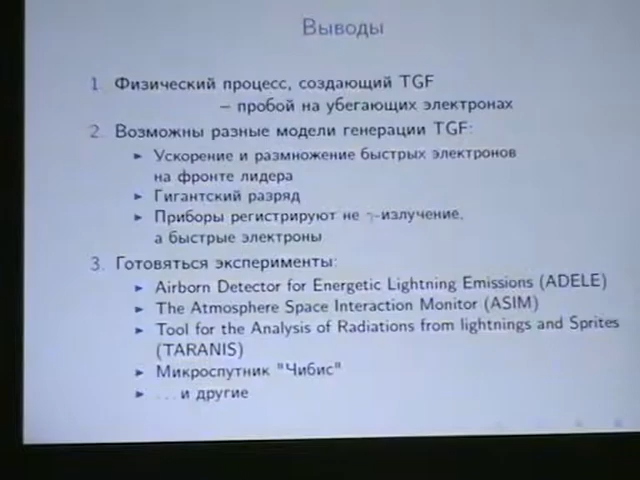 Выводы
1. Физический процесс, создающий TGF
– пробой на убегающих электронах
2. Возможны разные модели генерации TGF:
► Ускорение и размножение быстрых электронов
на фронте лидера
► Гигантский разряд
► Приборы регистрируют не γ-излучение,
а быстрые электроны
3. Готовяться эксперименты:
► Airborn Detector for Energetic Lightning Emissions (ADELE)
► The Atmosphere Space Interaction Monitor (ASIM)
► Tool for the Analysis of Radiations from lightnings and Sprites
(TARANIS)
► Микроспутник "Чибис"
► ... и другие